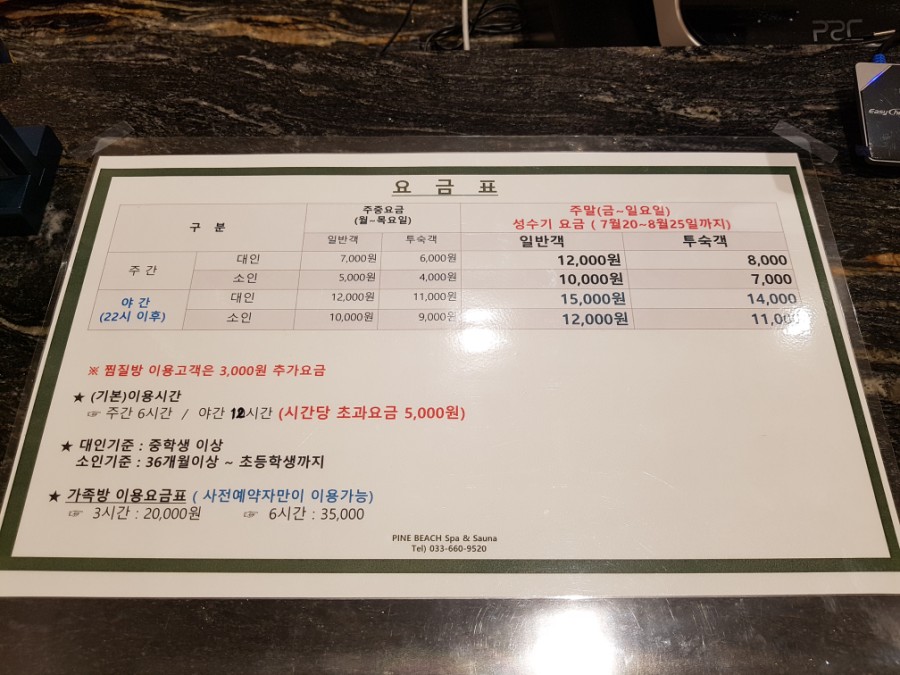 PSC
easyCh
요 금 표
구 분
주중요금
(월~목요일)
주말(금~일요일)
성수기 요금 ( 7월20~8월25일까지)
일반객 투숙객 일반객 투숙객
주 간 대인 7,000원 6,000원 12,000원 8,000
소인 5,000원 4,000원 10,000원 7,000
야 간
(22시 이후)
대인 12,000원 11,000원 15,000원 14,000
소인 10,000원 9,000원 12,000원 11,000
※ 찜질방 이용고객은 3,000원 추가요금
★ (기본)이용시간
☞ 주간 6시간 / 야간 12시간 (시간당 초과요금 5,000원)
★ 대인기준 : 중학생 이상
소인기준 : 36개월이상 ~ 초등학생까지
★ 가족방 이용요금표 ( 사전예약자만이 이용가능)
☞ 3시간 : 20,000원 ☞ 6시간 : 35,000
PINE BEACH Spa & Sauna
Tel) 033-660-9520